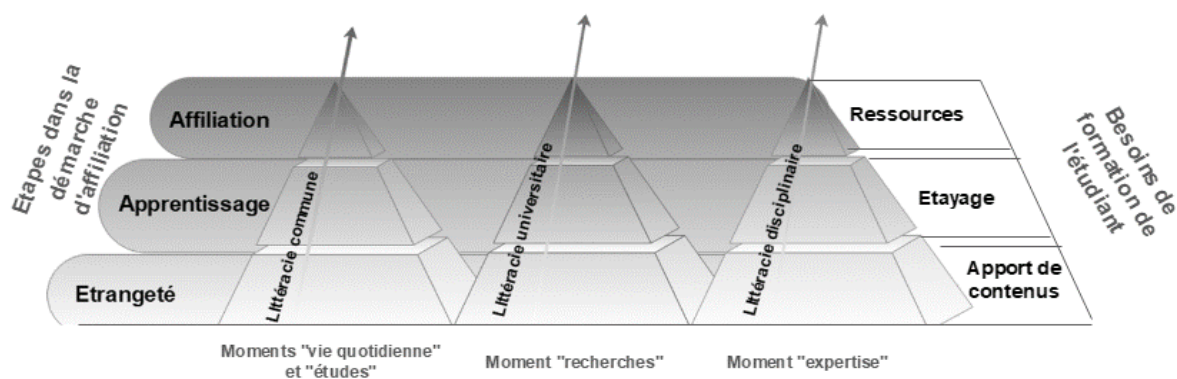 Etapes dans la
démarche
d'affiliation
Affiliation
Apprentissage
Etrangeté
Littéracie commune
Littéracie universitaire
Littéracie disciplinaire
Ressources
Etayage
Apport de
contenus
Besoins de
formation de
l'étudiant
Moments "vie quotidienne"
et "études"
Moment "recherches"
Moment "expertise"